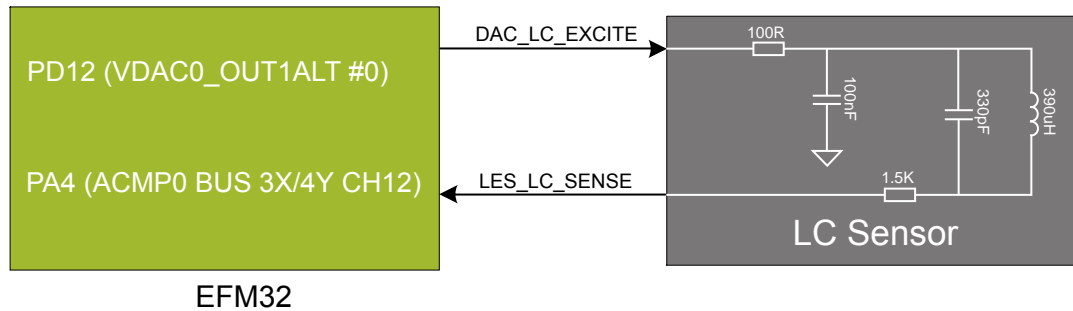 DAC_LC_EXCITE
100R
PD12 (VDAC0_OUT1ALT #0)
100nF
330pF
390uH
PA4 (ACMP0 BUS 3X/4Y CH12)
LES_LC_SENSE
1.5K
LC Sensor
EFM32